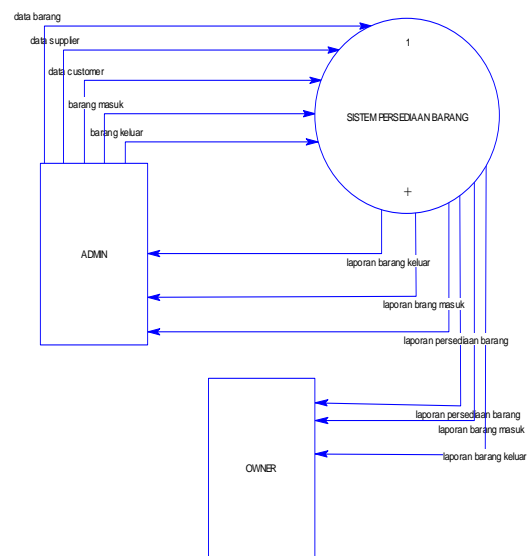 data barang
1
data supplier
data customer
barang masuk
SISTEM PERSEDIAAN BARANG
barang keluar
+
ADMIN
laporan barang keluar
laporan brang masuk
laporan persediaan barang
laporan persediaan barang
laporan barang masuk
laporan barang keluar
OWNER